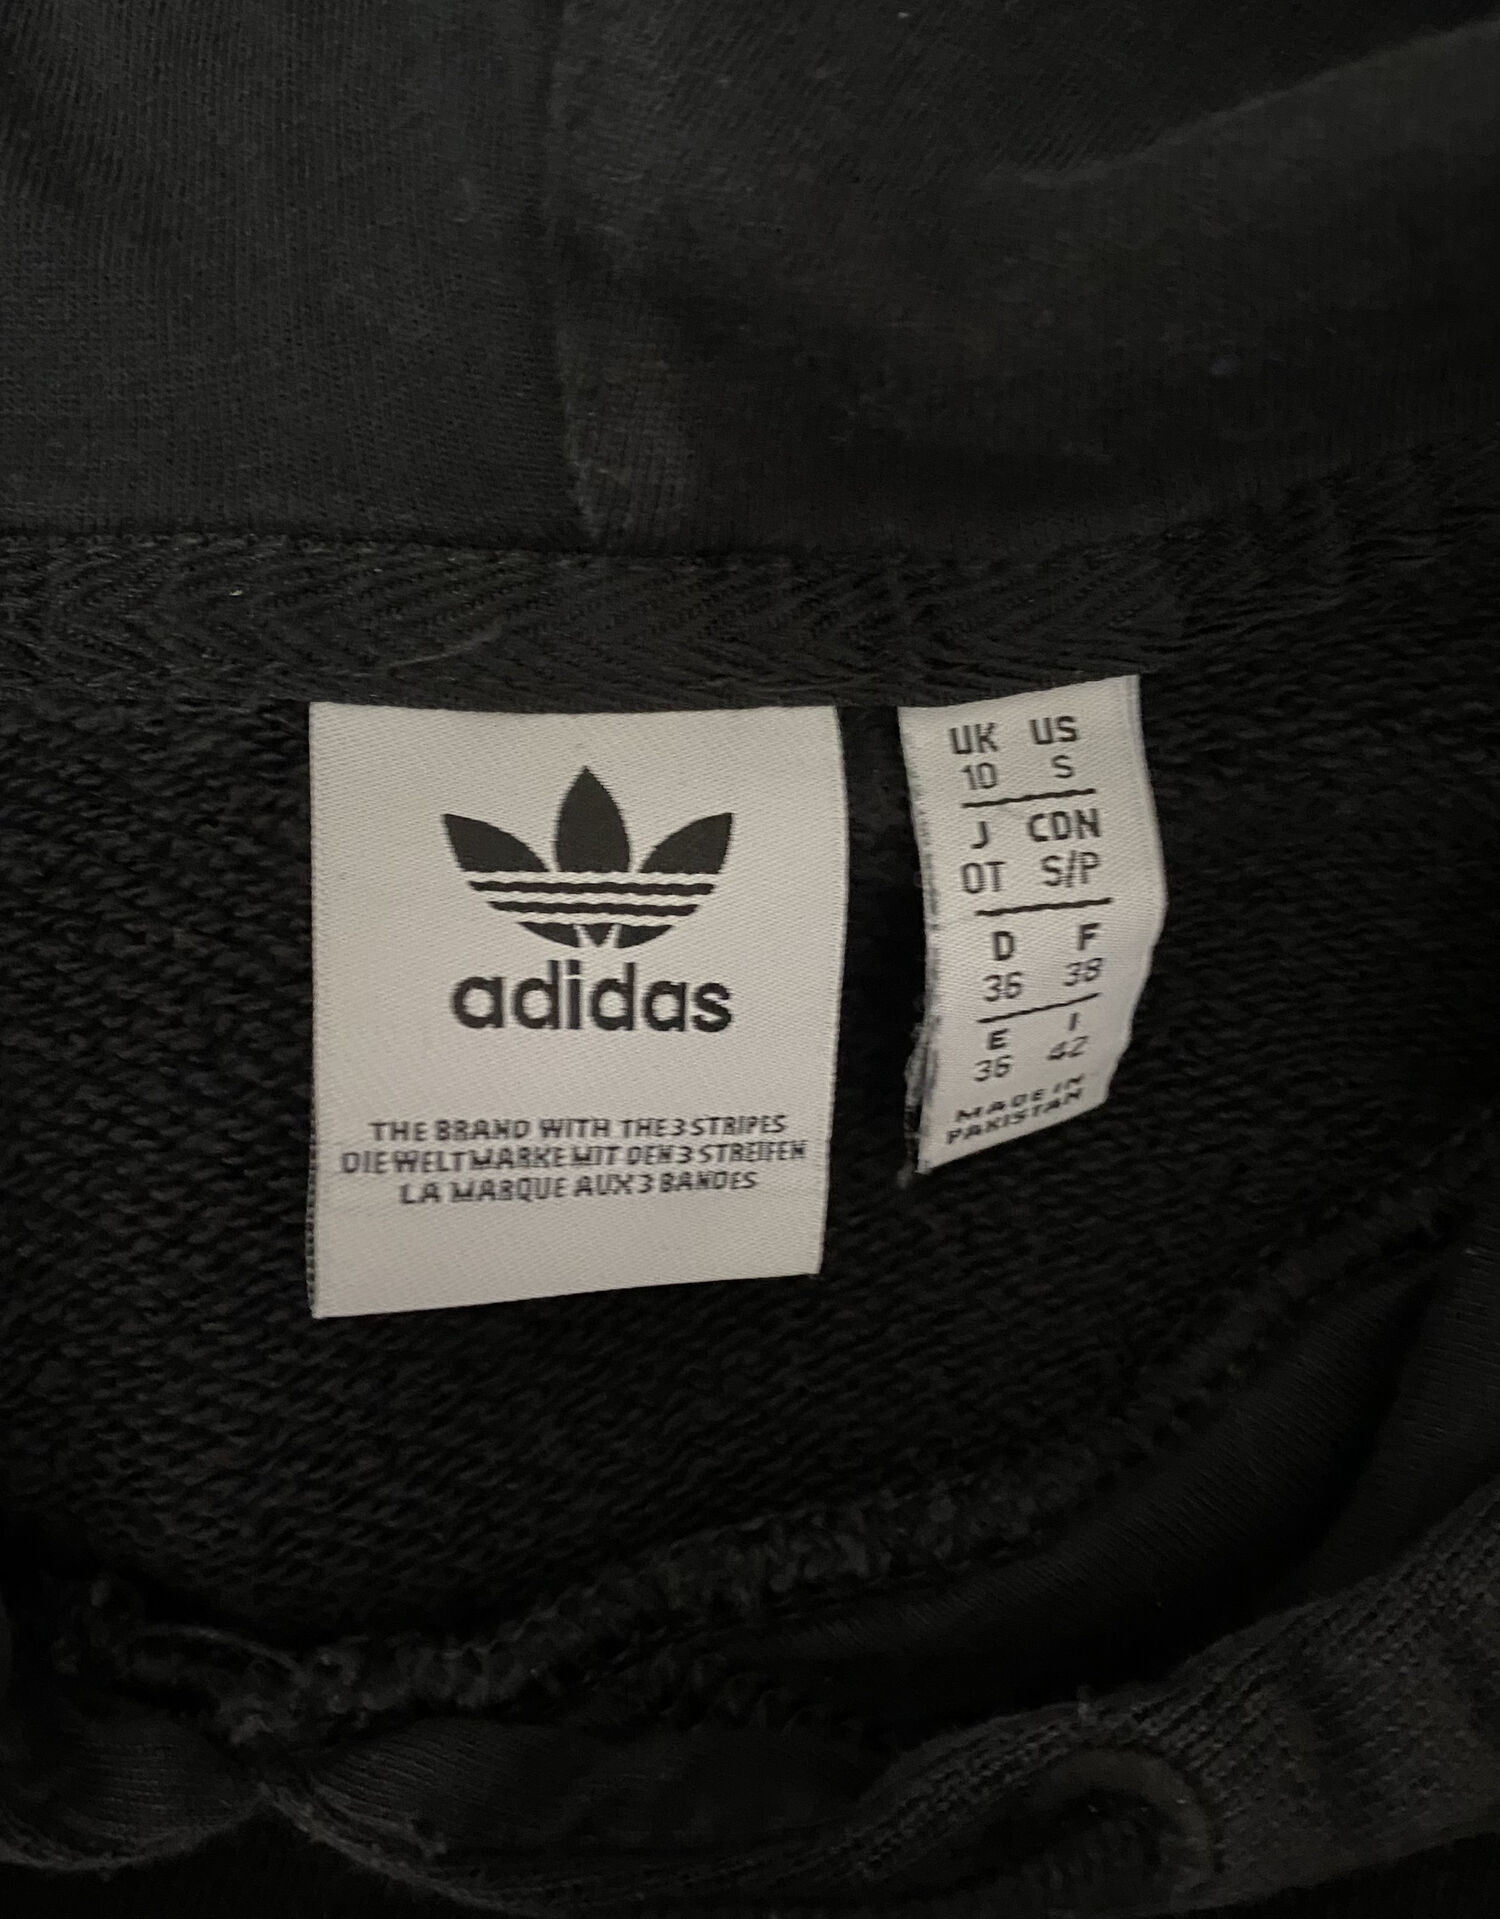 adidas
THE BRAND WITH THE 3 STRIPES
DIE WELTMARKE MIT DEN 3 STREIFEN
LA MARQUE AUX 3 BANDES
UK US
10 S
J CDN
OT S/P
D F
36 38
E I
36 42
MADE IN
PAKISTAN